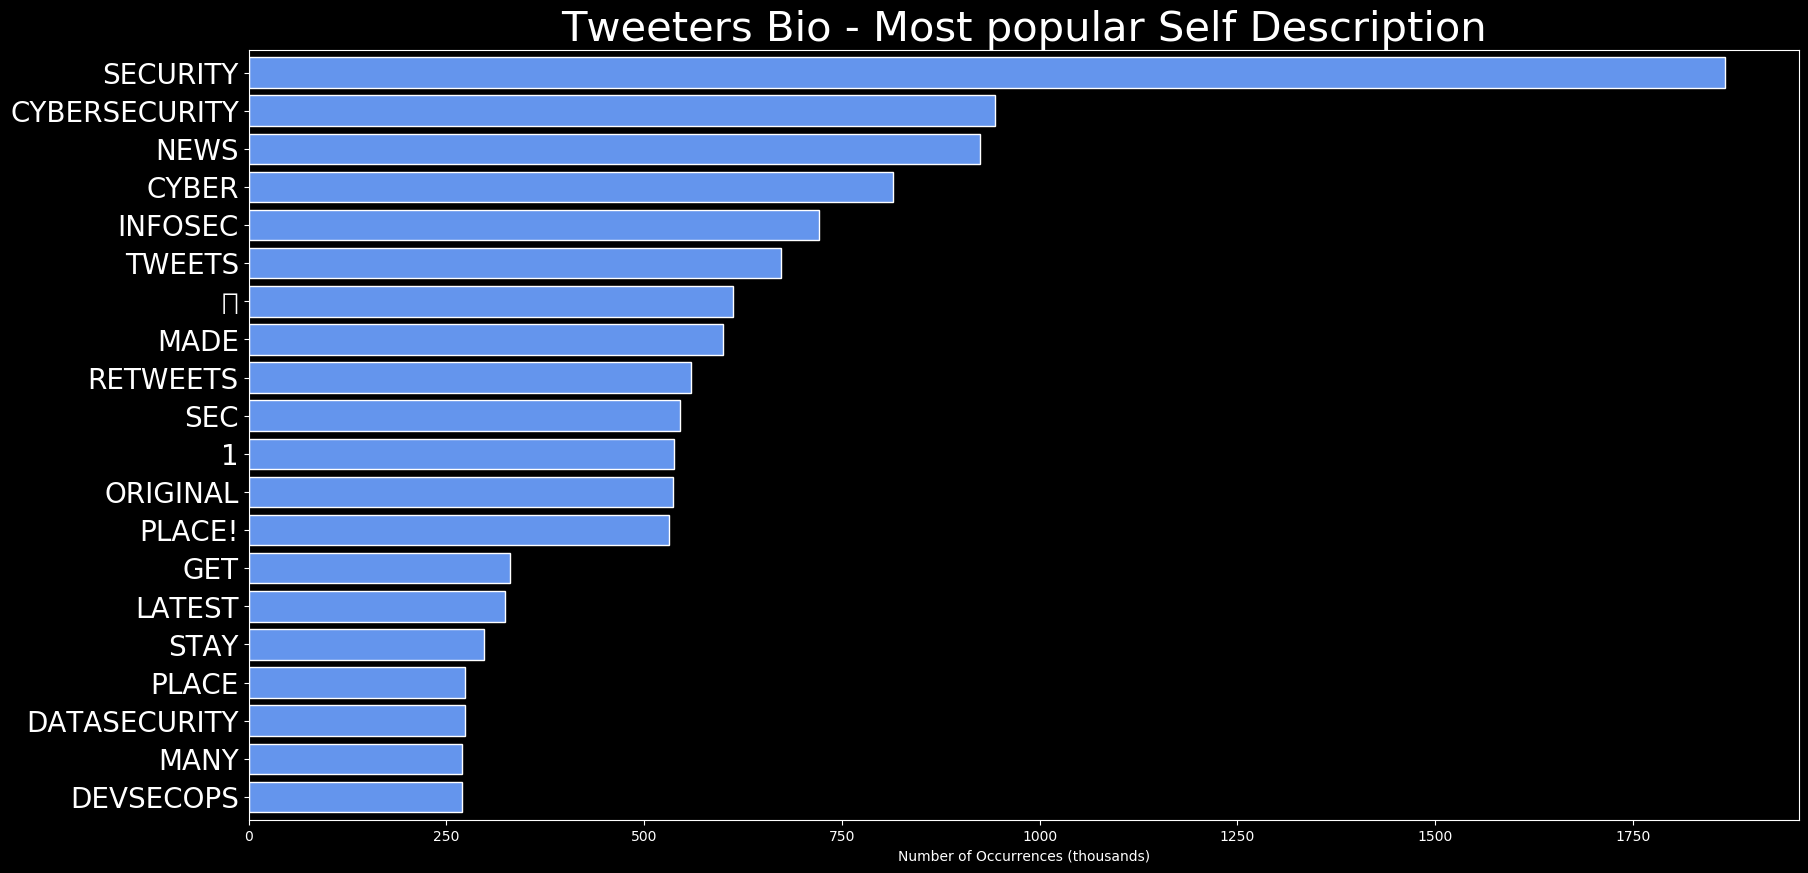 Tweeters Bio - Most popular Self Description
SECURITY
CYBERSECURITY
NEWS
CYBER
INFOSEC
TWEETS
MADE
RETWEETS
SEC
1
ORIGINAL
PLACE!
GET
LATEST
STAY
PLACE
DATASECURITY
MANY
DEVSECOPS
0 250 500 750 1000 1250 1500 1750
Number of Occurrences (thousands)